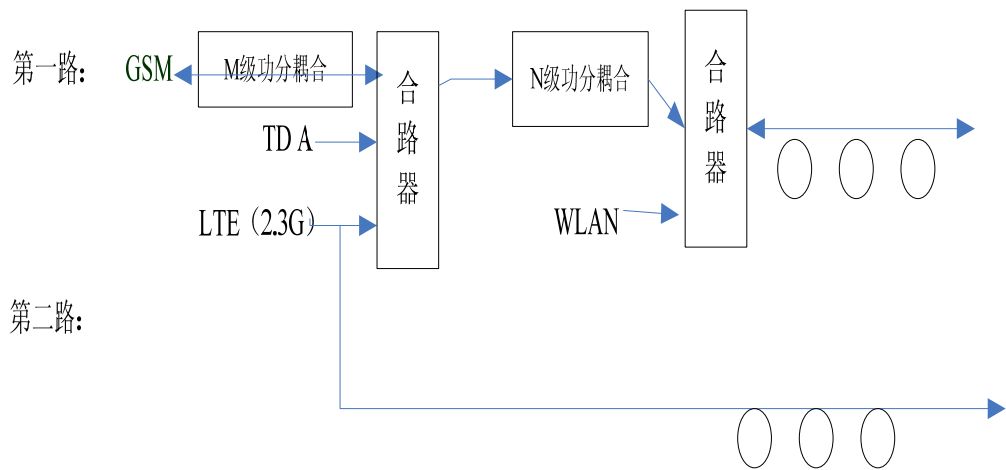 第一路：
GSM
M级功分耦合
合路器
N级功分耦合
合路器
TD A
LTE（2.3G）
WLAN
第二路：